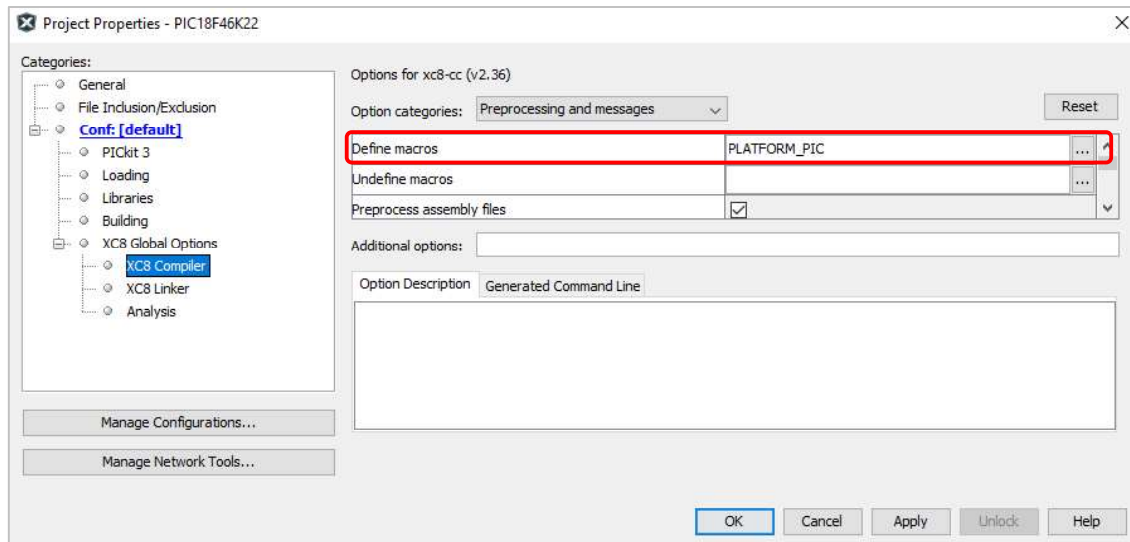 Project Properties - PIC18F46K22
Categories:
General
File Inclusion/Exclusion
Conf: [default]
PICkit 3
Loading
Libraries
Building
XC8 Global Options
XC8 Compiler
XC8 Linker
Analysis
Manage Configurations...
Manage Network Tools...
Options for xc8-cc (v2.36)
Option categories: Preprocessing and messages
Reset
Define macros PLATFORM_PIC ...
Undefine macros ...
Preprocess assembly files
Additional options:
Option Description Generated Command Line
OK Cancel Apply Unlock Help